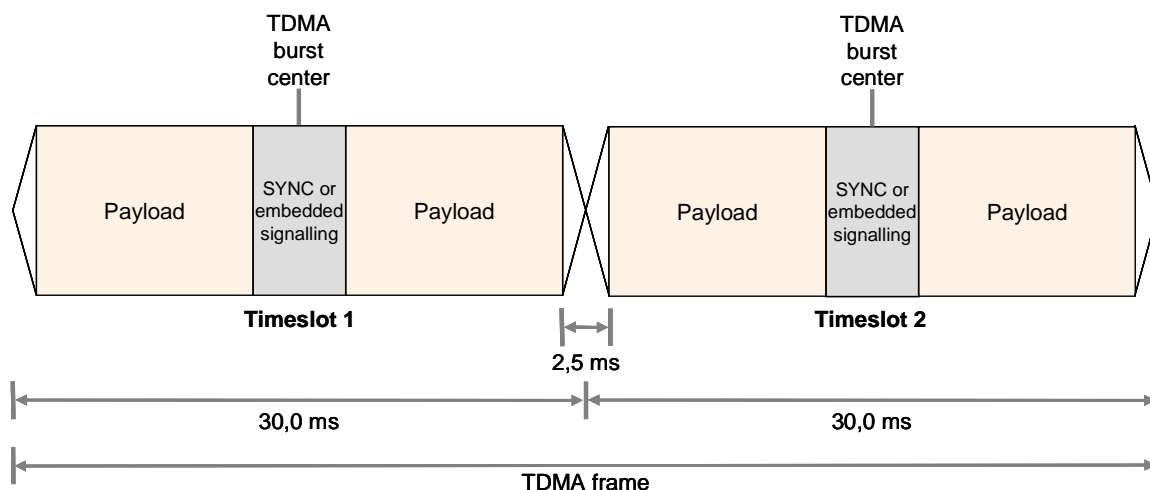 TDMA
burst
center
TDMA
burst
center
Payload
SYNC or
embedded
signalling
Payload
Payload
SYNC or
embedded
signalling
Payload
Timeslot 1
Timeslot 2
2,5 ms
30,0 ms
30,0 ms
TDMA frame